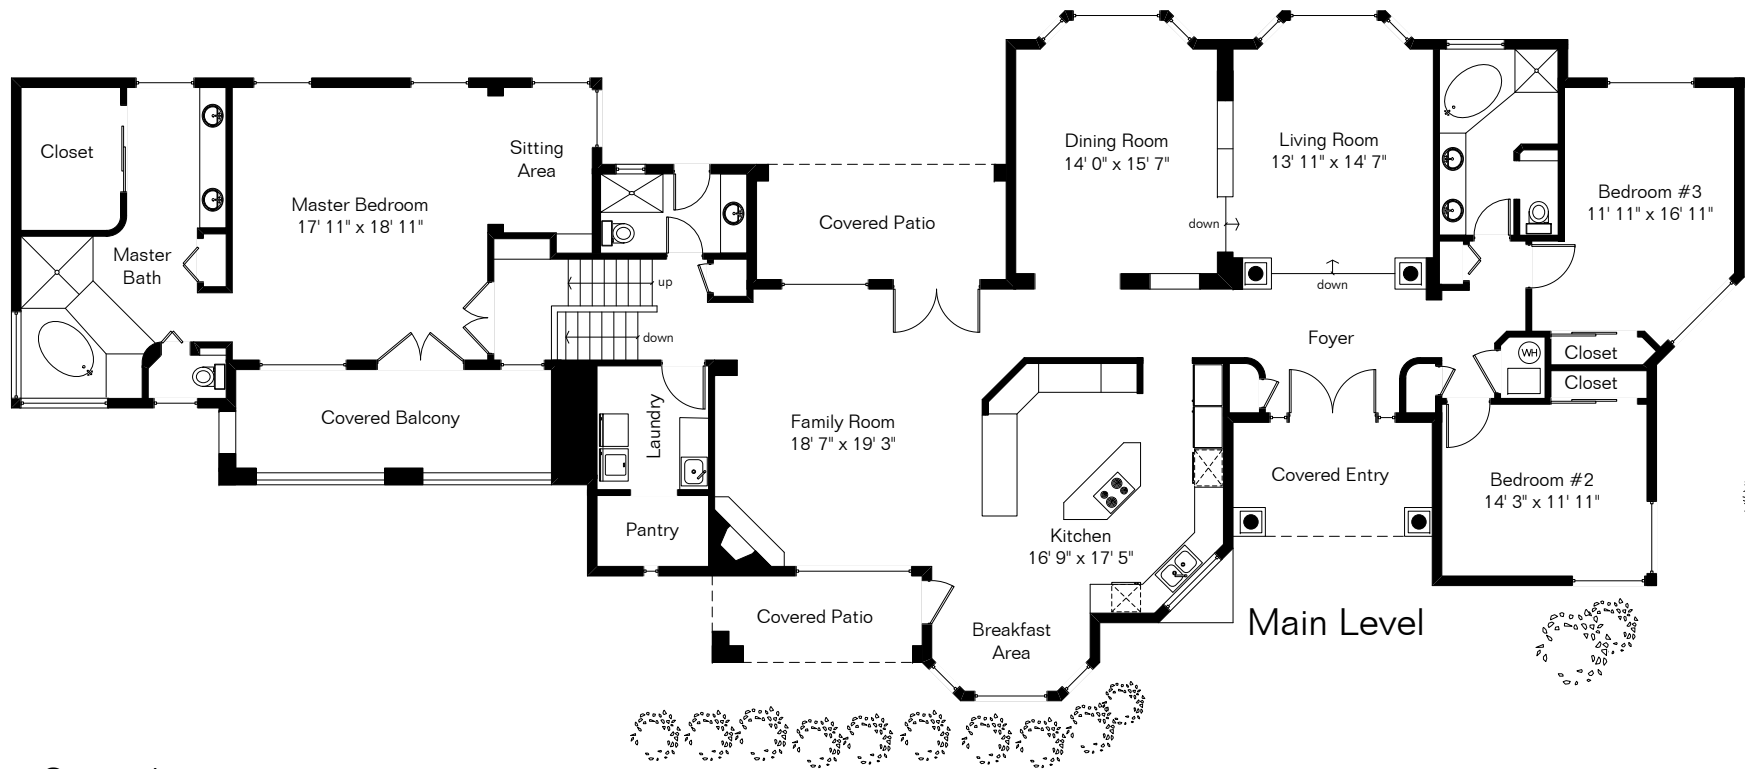 Dining Room
14' 0" x 15' 7"
Living Room
13' 11" x 14' 7"
Closet
Sitting
Area
Master Bedroom
17' 11" x 18' 11"
Bedroom #3
11' 11" x 16' 11"
Covered Patio
down
Master
Bath
up
down
down
Foyer
WH
Closet
Closet
Covered Balcony
Laundry
Family Room
18' 7" x 19' 3"
Covered Entry
Bedroom #2
14' 3" x 11' 11"
Pantry
Kitchen
16' 9" x 17' 5"
Covered Patio
Breakfast
Area
Main Level